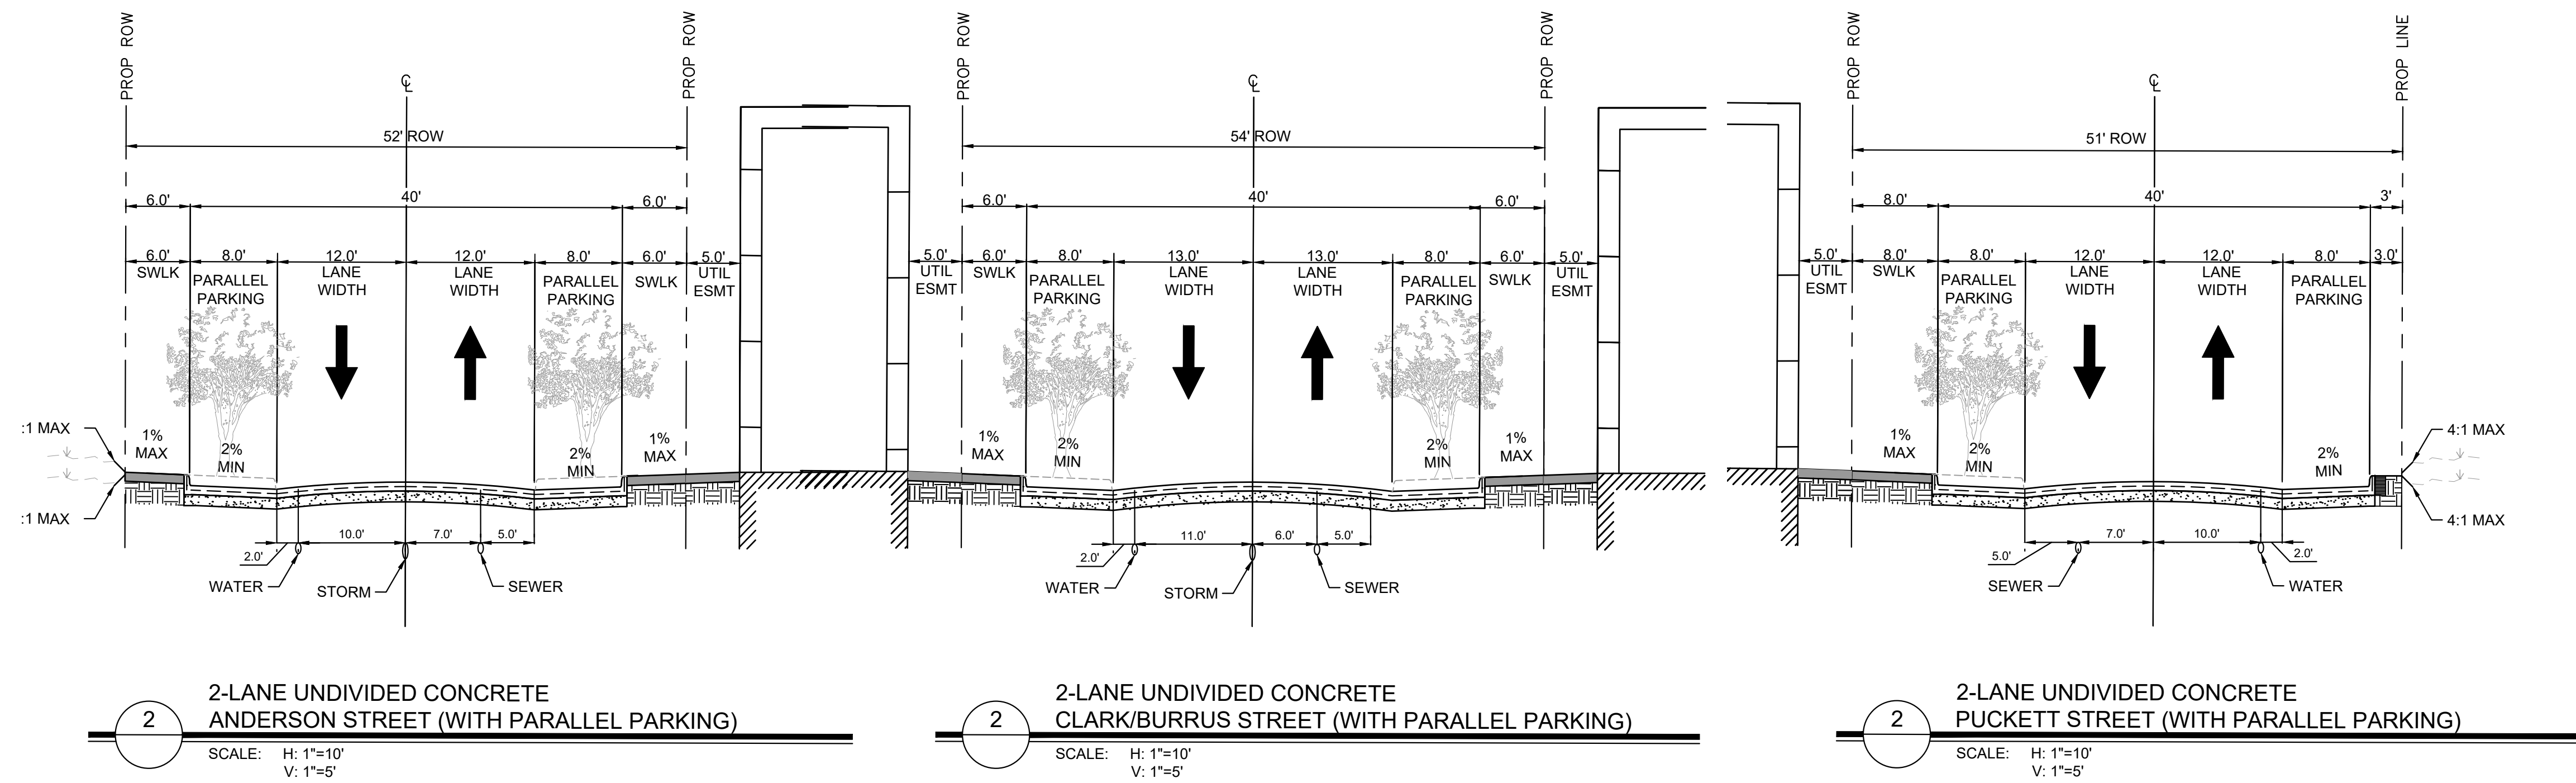 PROP ROW
PROP ROW
℄
52' ROW
6.0'
40'
6.0'
6.0'
SWLK
8.0'
PARALLEL
PARKING
12.0'
LANE
WIDTH
12.0'
LANE
WIDTH
8.0'
PARALLEL
PARKING
6.0'
SWLK
5.0'
UTIL
ESMT
:1 MAX
:1 MAX
1%
MAX
2%
MIN
2%
MIN
1%
MAX
2.0'
10.0'
7.0'
5.0'
WATER
STORM
SEWER
2
2-LANE UNDIVIDED CONCRETE
ANDERSON STREET (WITH PARALLEL PARKING)
SCALE: H: 1"=10'
V: 1"=5'
PROP ROW
PROP ROW
℄
54' ROW
6.0'
40'
6.0'
5.0'
UTIL
ESMT
6.0'
SWLK
8.0'
PARALLEL
PARKING
13.0'
LANE
WIDTH
13.0'
LANE
WIDTH
8.0'
PARALLEL
PARKING
6.0'
SWLK
5.0'
UTIL
ESMT
1%
MAX
2%
MIN
2%
MIN
1%
MAX
2.0'
11.0'
6.0'
5.0'
WATER
STORM
SEWER
2
2-LANE UNDIVIDED CONCRETE
CLARK/BURRUS STREET (WITH PARALLEL PARKING)
SCALE: H: 1"=10'
V: 1"=5'
PROP ROW
PROP LINE
℄
51' ROW
8.0'
40'
3'
5.0'
UTIL
ESMT
8.0'
SWLK
8.0'
PARALLEL
PARKING
12.0'
LANE
WIDTH
12.0'
LANE
WIDTH
8.0'
PARALLEL
PARKING
3.0'
1%
MAX
2%
MIN
2%
MIN
4:1 MAX
4:1 MAX
5.0'
7.0'
10.0'
2.0'
SEWER
WATER
2
2-LANE UNDIVIDED CONCRETE
PUCKETT STREET (WITH PARALLEL PARKING)
SCALE: H: 1"=10'
V: 1"=5'